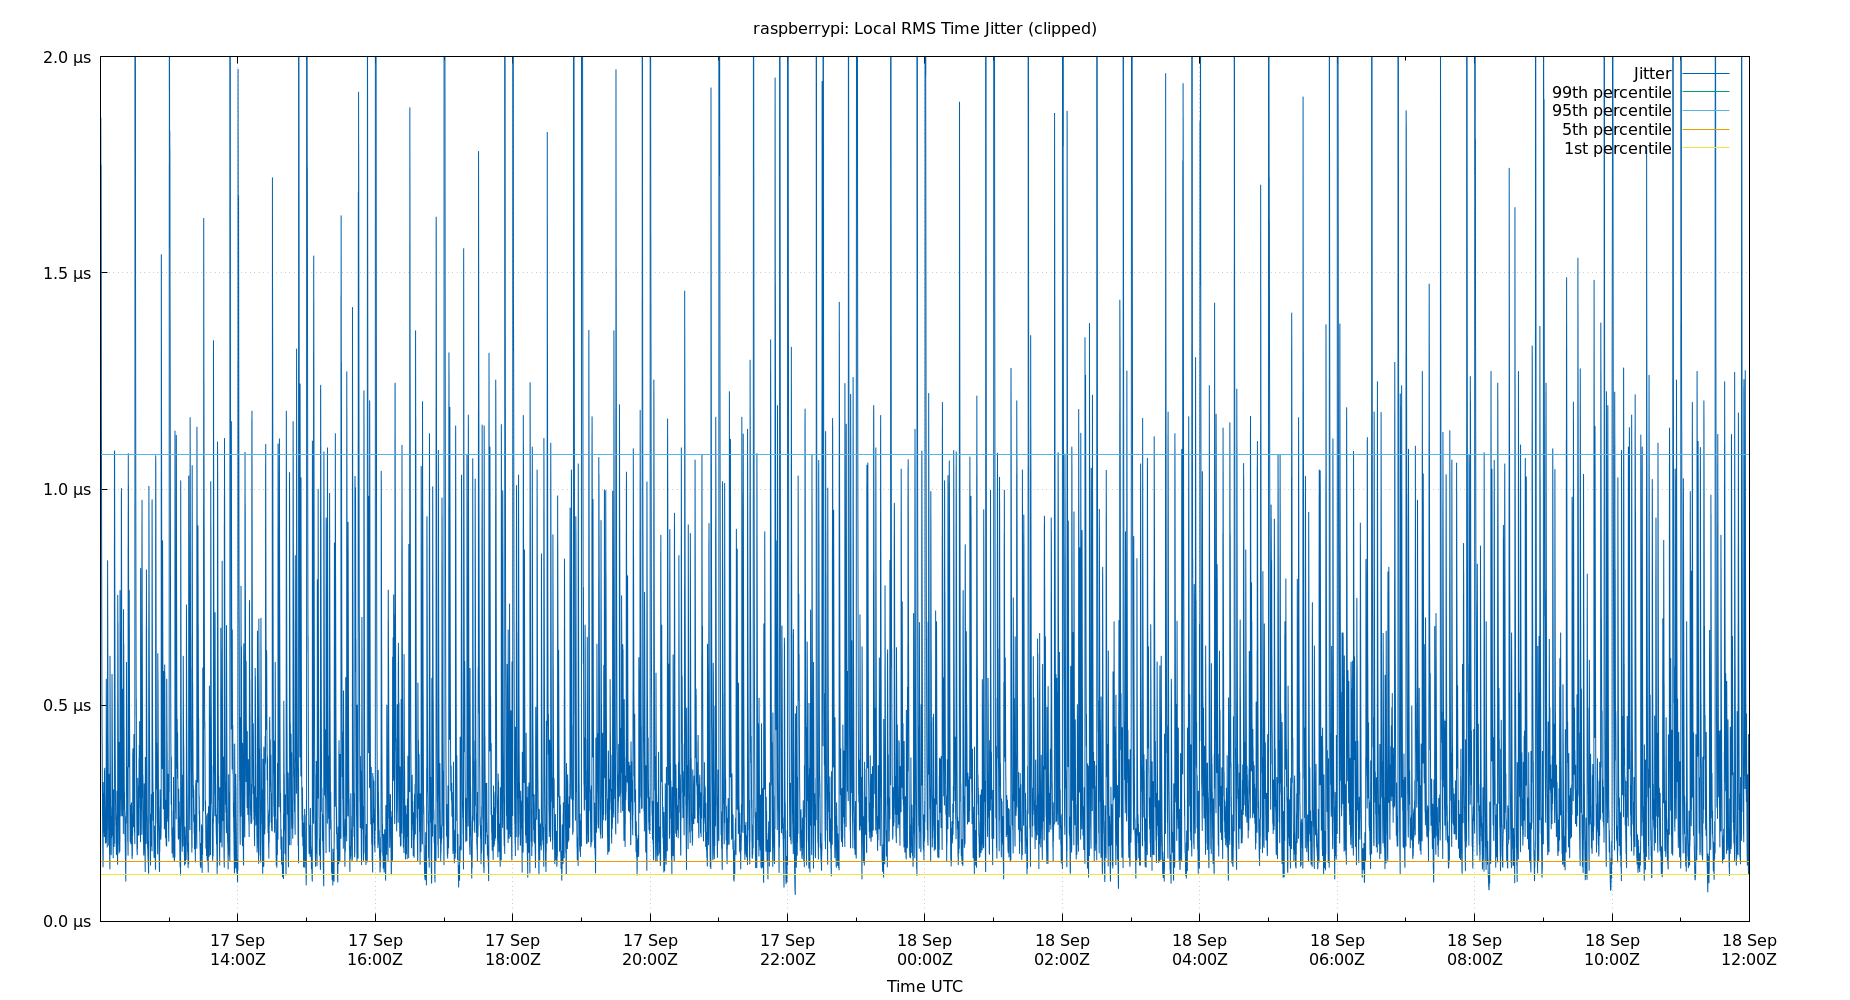 raspberrypi: Local RMS Time Jitter (clipped)
2.0 µs
1.5 µs
1.0 µs
0.5 µs
0.0 µs
Jitter
99th percentile
95th percentile
5th percentile
1st percentile
17 Sep
14:00Z
17 Sep
16:00Z
17 Sep
18:00Z
17 Sep
20:00Z
17 Sep
22:00Z
18 Sep
00:00Z
18 Sep
02:00Z
18 Sep
04:00Z
18 Sep
06:00Z
18 Sep
08:00Z
18 Sep
10:00Z
18 Sep
12:00Z
Time UTC